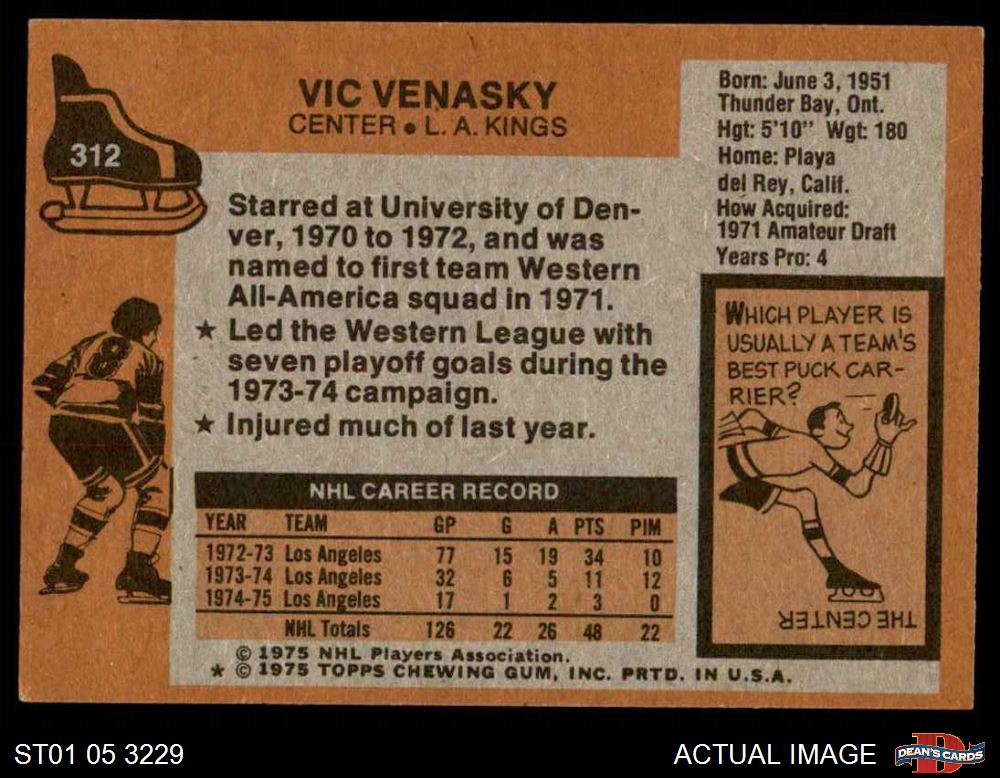 312
VIC VENASKY
CENTER • L. A. KINGS
Born: June 3, 1951
Thunder Bay, Ont.
Hgt: 5'10" Wgt: 180
Home: Playa
del Rey, Calif.
How Acquired:
1971 Amateur Draft
Years Pro: 4
Starred at University of Den-
ver, 1970 to 1972, and was
named to first team Western
All-America squad in 1971.
★ Led the Western League with
seven playoff goals during the
1973-74 campaign.
★ Injured much of last year.
8
WHICH PLAYER IS
USUALLY A TEAM'S
BEST PUCK CAR-
RIER?
THE CENTER
NHL CAREER RECORD
YEAR TEAM GP G A PTS PIM
1972-73 Los Angeles 77 15 19 34 10
1973-74 Los Angeles 32 6 5 11 12
1974-75 Los Angeles 17 1 2 3 0
NHL Totals 126 22 26 48 22
© 1975 NHL Players Association.
★ © 1975 TOPPS CHEWING GUM, INC. PRTD. IN U.S.A.
ST01 05 3229
ACTUAL IMAGE
D
DEAN'S CARDS